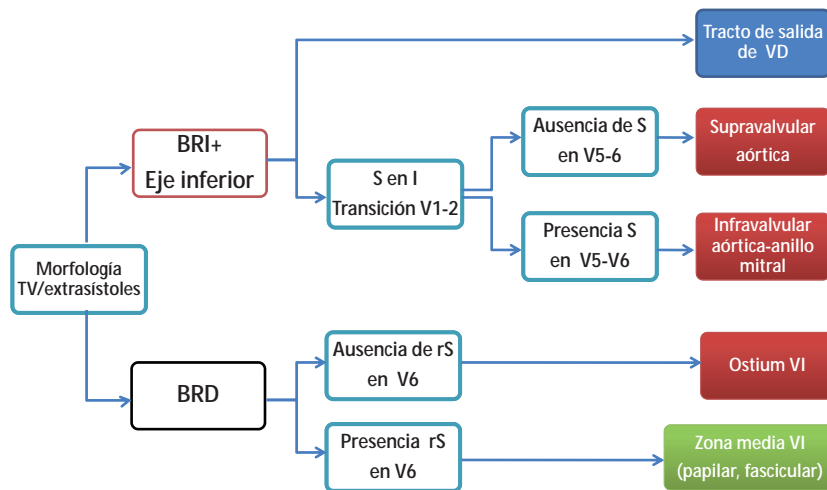 Tracto de salida
de VD
BRI+
Eje inferior
Ausencia de S
en V5-6
Supravalvular
aórtica
S en I
Transición V1-2
Presencia S
en V5-V6
Infravalvular
aórtica-anillo
mitral
Morfología
TV/extrasístoles
BRD
Ausencia de rS
en V6
Ostium VI
Presencia rS
en V6
Zona media VI
(papilar, fascicular)